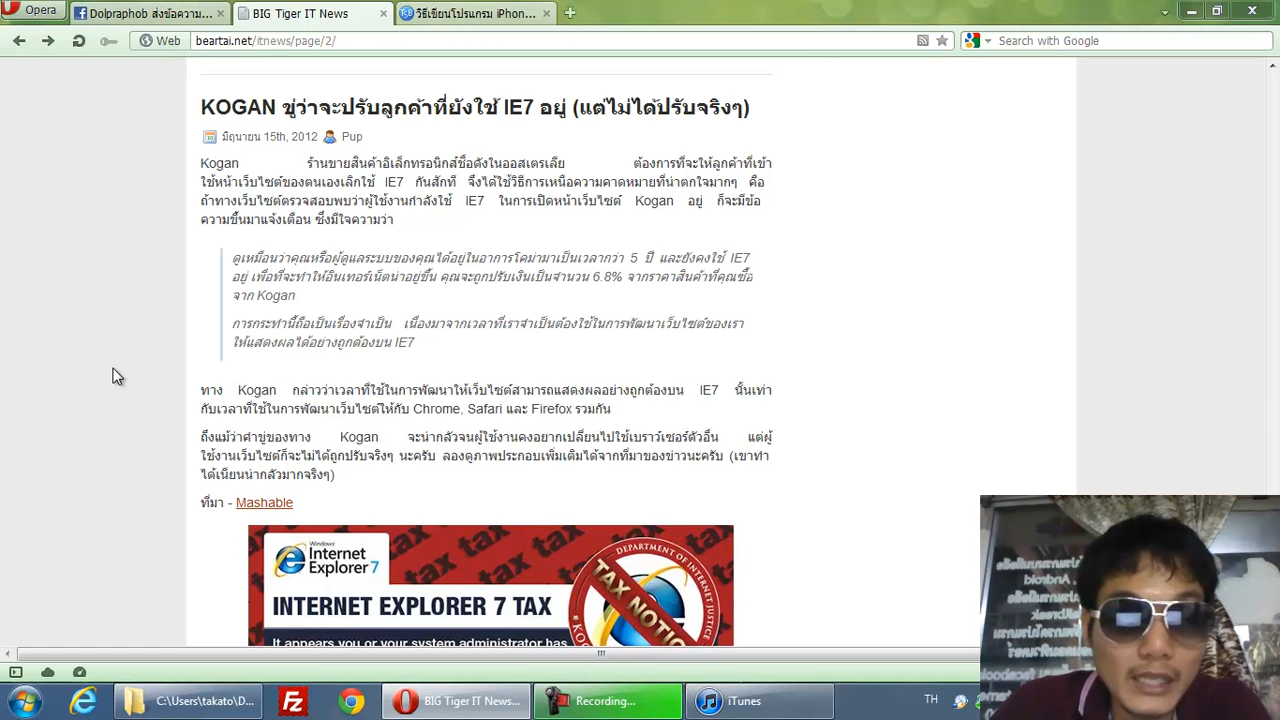 Opera
Dolpraphob ส่งข้อความ...
BIG Tiger IT News
วิธีเขียนโปรแกรม iPhon...
Web
beartai.net/itnews/page/2/
Search with Google
KOGAN ขู่ว่าจะปรับลูกค้าที่ยังใช้ IE7 อยู่ (แต่ไม่ได้ปรับจริงๆ)
มิถุนายน 15th, 2012 Pup
Kogan ร้านขายสินค้าอิเล็กทรอนิกส์ชื่อดังในออสเตรเลีย ต้องการที่จะให้ลูกค้าที่เข้า
ใช้หน้าเว็บไซต์ของตนเองเลิกใช้ IE7 กันสักที จึงได้ใช้วิธีการเหนือความคาดหมายที่น่าตกใจมากๆ คือ
ถ้าทางเว็บไซต์ตรวจสอบพบว่าผู้ใช้งานกำลังใช้ IE7 ในการเปิดหน้าเว็บไซต์ Kogan อยู่ ก็จะมีข้อ
ความขึ้นมาแจ้งเตือน ซึ่งมีใจความว่า
ดูเหมือนว่าคุณหรือผู้ดูแลระบบของคุณได้อยู่ในอาการโคม่ามาเป็นเวลากว่า 5 ปี และยังคงใช้ IE7
อยู่ เพื่อที่จะทำให้อินเทอร์เน็ตน่าอยู่ขึ้น คุณจะถูกปรับเงินเป็นจำนวน 6.8% จากราคาสินค้าที่คุณซื้อ
จาก Kogan
การกระทำนี้ถือเป็นเรื่องจำเป็น เนื่องมาจากเวลาที่เราจำเป็นต้องใช้ในการพัฒนาเว็บไซต์ของเรา
ให้แสดงผลได้อย่างถูกต้องบน IE7
ทาง Kogan กล่าวว่าเวลาที่ใช้ในการพัฒนาให้เว็บไซต์สามารถแสดงผลอย่างถูกต้องบน IE7 นั้นเท่า
กับเวลาที่ใช้ในการพัฒนาเว็บไซต์ให้กับ Chrome, Safari และ Firefox รวมกัน
ถึงแม้ว่าคำขู่ของทาง Kogan จะน่ากลัวจนผู้ใช้งานคงอยากเปลี่ยนไปใช้เบราว์เซอร์ตัวอื่น แต่ผู้
ใช้งานเว็บไซต์ก็จะไม่ได้ถูกปรับจริงๆ นะครับ ลองดูภาพประกอบเพิ่มเติมได้จากที่มาของข่าวนะครับ (เขาทำ
ได้เนียนน่ากลัวมากจริงๆ)
ที่มา - Mashable
Windows
Internet
Explorer 7
INTERNET EXPLORER 7 TAX
It appears you or your system administrator has
DEPARTMENT OF INTERNET JUSTICE
TAX NOTIC
C:\Users\takato\D...
BIG Tiger IT News...
Recording...
iTunes
TH